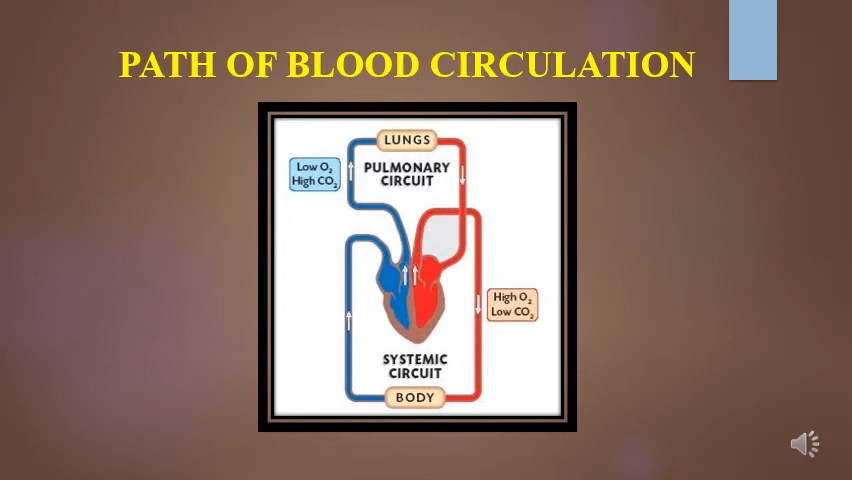 PATH OF BLOOD CIRCULATION
LUNGS
Low O₂
High CO₂
PULMONARY
CIRCUIT
High O₂
Low CO₂
SYSTEMIC
CIRCUIT
BODY